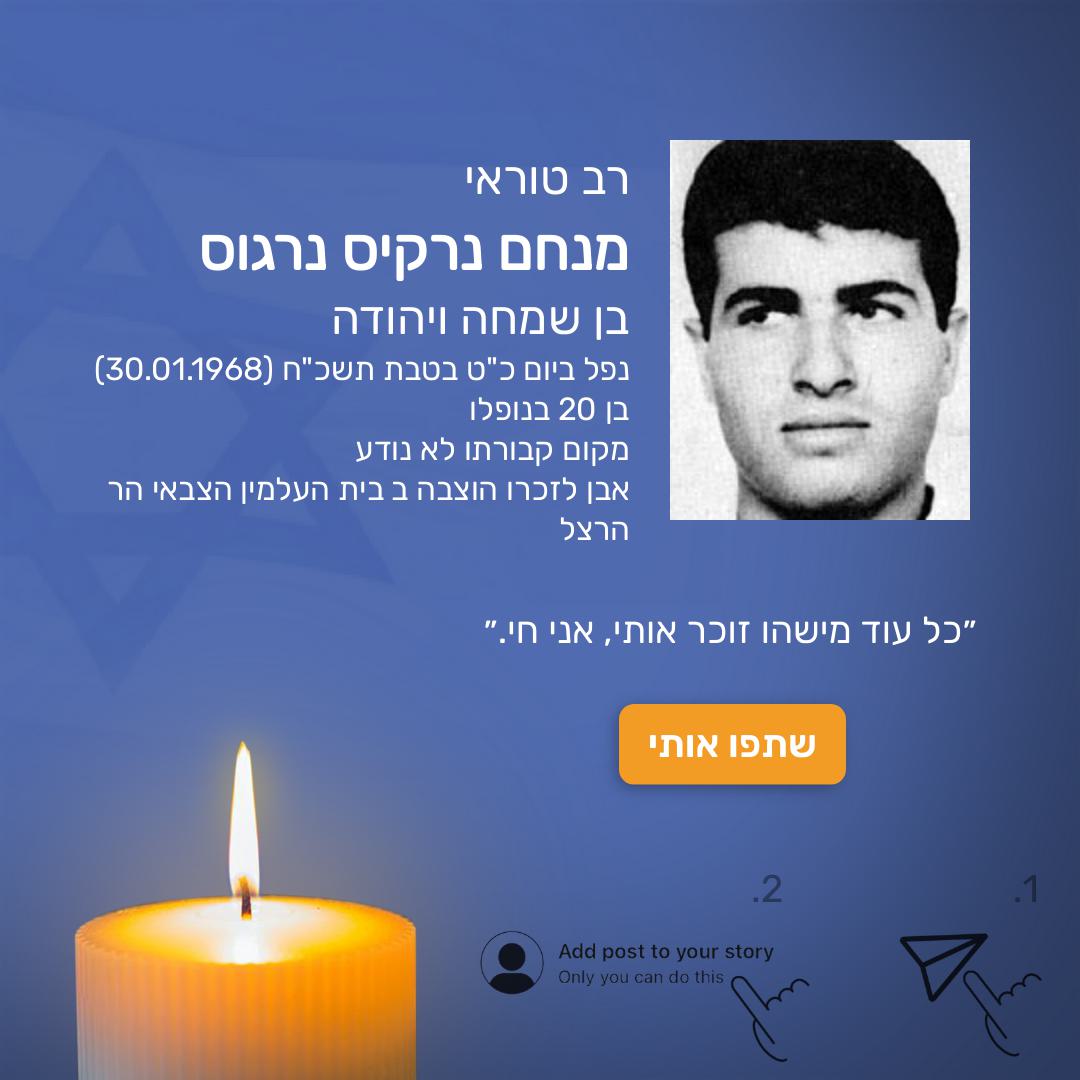 רב טוראי
מנחם נרקיס נרגוס
בן שמחה ויהודה
נפל ביום כ"ט בטבת תשכ"ח (30.01.1968)
בן 20 בנופלו
מקום קבורתו לא נודע
אבן לזכרו הוצבה ב בית העלמין הצבאי הר
הרצל
״כל עוד מישהו זוכר אותי, אני חי.״
שתפו אותי
.1
.2
Add post to your story
Only you can do this